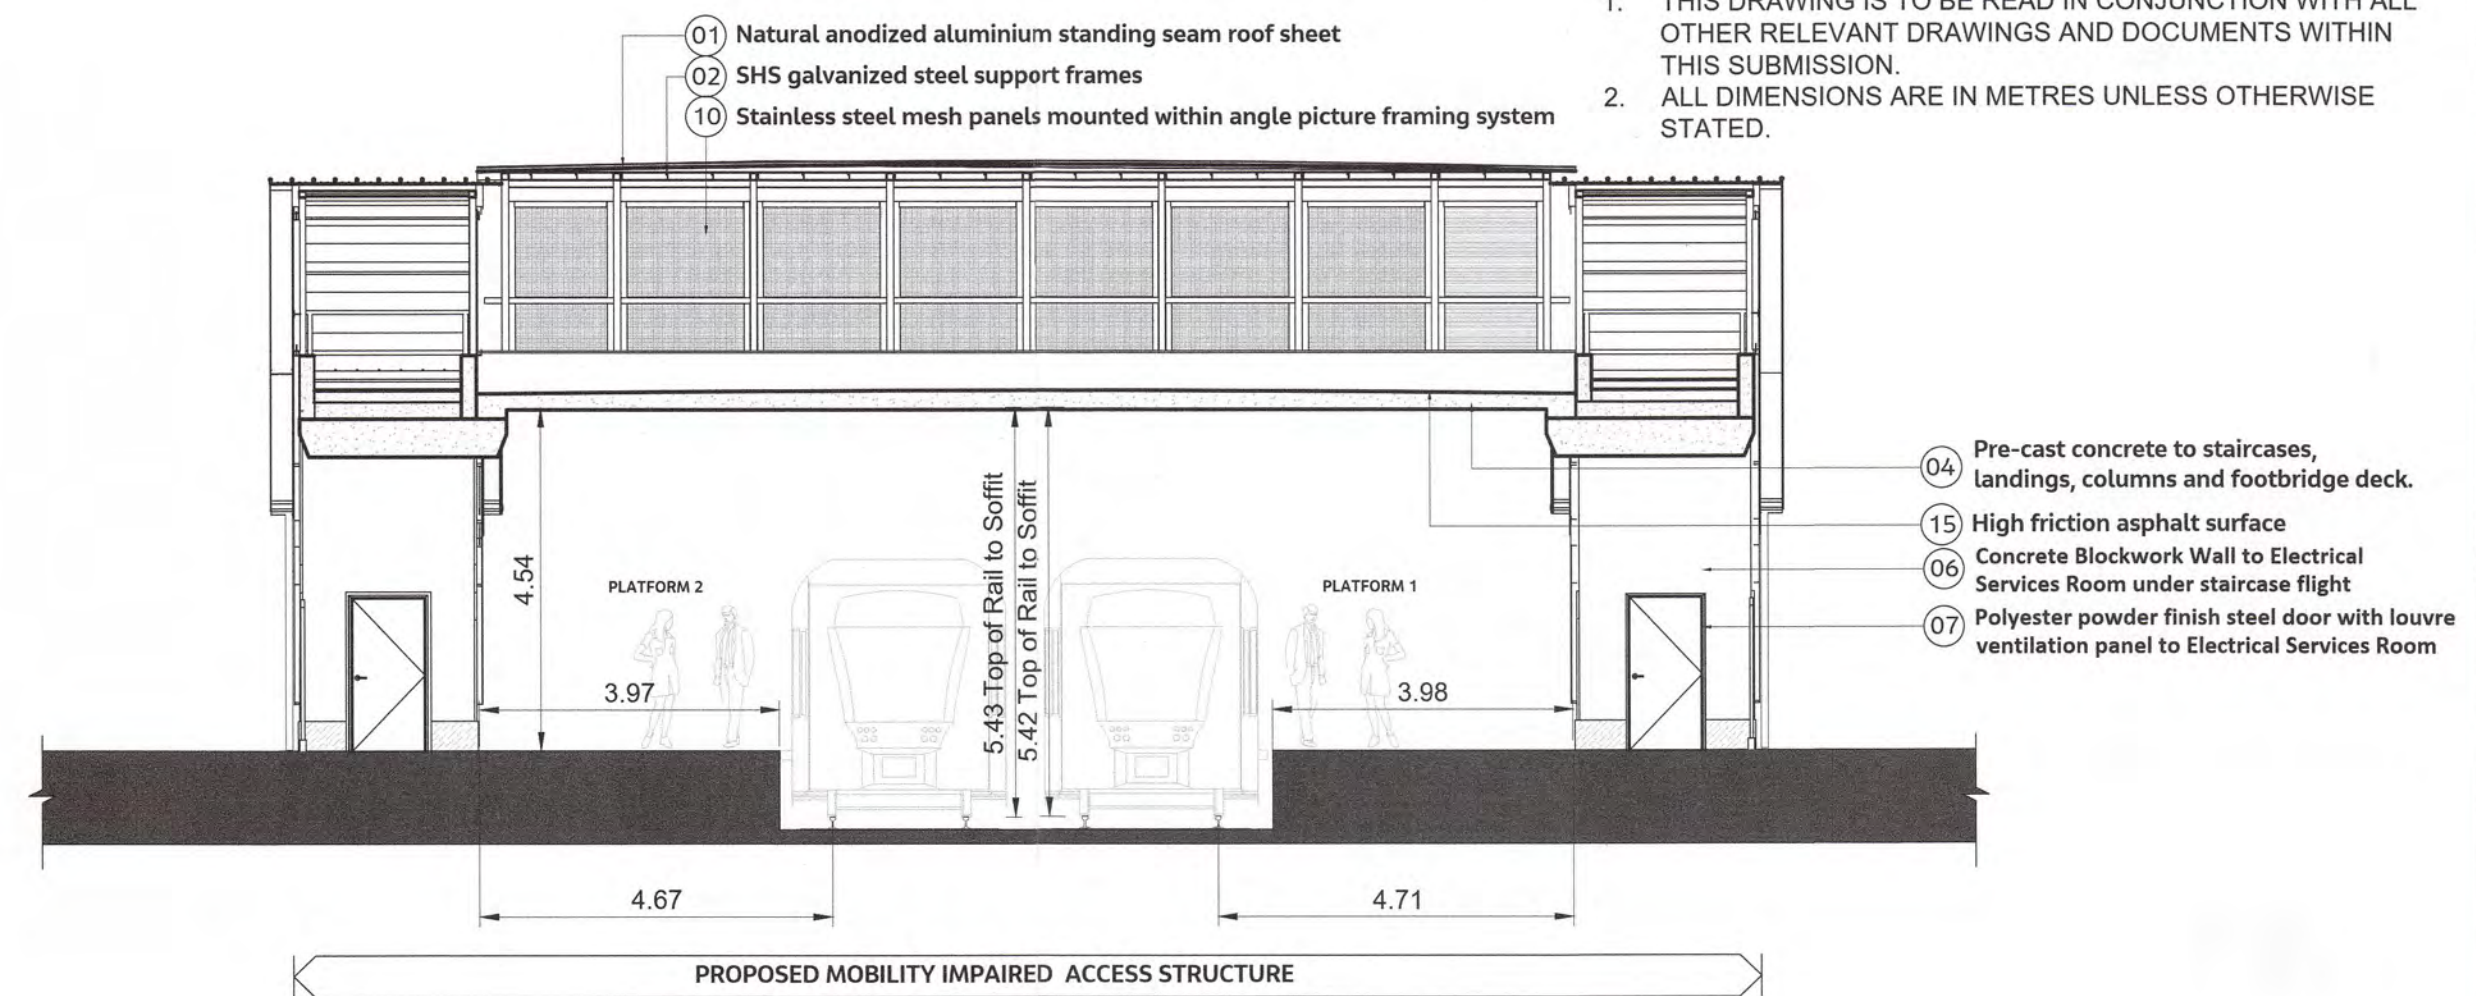 1. THIS DRAWING IS TO BE READ IN CONJUNCTION WITH ALL
OTHER RELEVANT DRAWINGS AND DOCUMENTS WITHIN
THIS SUBMISSION.
2. ALL DIMENSIONS ARE IN METRES UNLESS OTHERWISE
STATED.
01 Natural anodized aluminium standing seam roof sheet
02 SHS galvanized steel support frames
10 Stainless steel mesh panels mounted within angle picture framing system
04 Pre-cast concrete to staircases,
landings, columns and footbridge deck.
15 High friction asphalt surface
06 Concrete Blockwork Wall to Electrical
Services Room under staircase flight
07 Polyester powder finish steel door with louvre
ventilation panel to Electrical Services Room
4.54
PLATFORM 2
5.43 Top of Rail to Soffit
5.42 Top of Rail to Soffit
PLATFORM 1
3.97
3.98
4.67
4.71
PROPOSED MOBILITY IMPAIRED ACCESS STRUCTURE